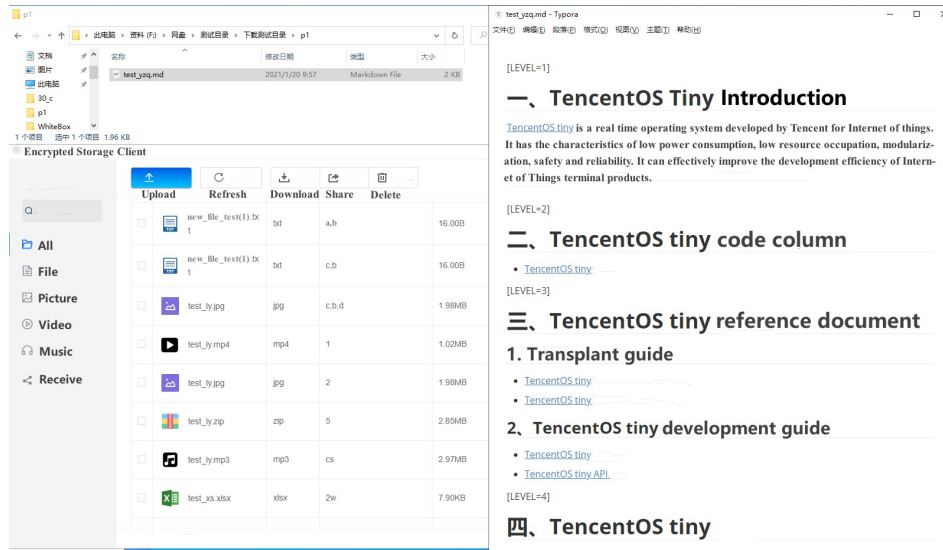 p1
此电脑 › 资料 (F:) › 网盘 › 测试目录 › 下载测试目录 › p1
文档
图片
此电脑
30_c
p1
WhiteBox
名称 修改日期 类型 大小
test_yzq.md 2021/1/20 9:57 Markdown File 2 KB
1 个项目 选中 1 个项目 1.96 KB
Encrypted Storage Client
All
File
Picture
Video
Music
Receive
Upload Refresh Download Share Delete
new_file_test(1).tx
t
txt a,b 16.00B
new_file_test(1).tx
t
txt c,b 16.00B
test_ly.jpg jpg c,b,d 1.98MB
test_ly.mp4 mp4 1 1.02MB
test_ly.jpg jpg 2 1.98MB
test_ly.zip zip 5 2.85MB
test_ly.mp3 mp3 cs 2.97MB
test_xs.xlsx xlsx 2w 7.90KB
test_yzq.md - Typora
文件(F) 编辑(E) 段落(P) 格式(O) 视图(V) 主题(T) 帮助(H)
[LEVEL=1]
一、TencentOS Tiny Introduction
TencentOS tiny is a real time operating system developed by Tencent for Internet of things.
It has the characteristics of low power consumption, low resource occupation, modulariz-
ation, safety and reliability. It can effectively improve the development efficiency of Intern-
et of Things terminal products.
[LEVEL=2]
二、TencentOS tiny code column
TencentOS tiny
[LEVEL=3]
三、TencentOS tiny reference document
1. Transplant guide
TencentOS tiny
TencentOS tiny
2、TencentOS tiny development guide
TencentOS tiny
TencentOS tiny API
[LEVEL=4]
四、TencentOS tiny